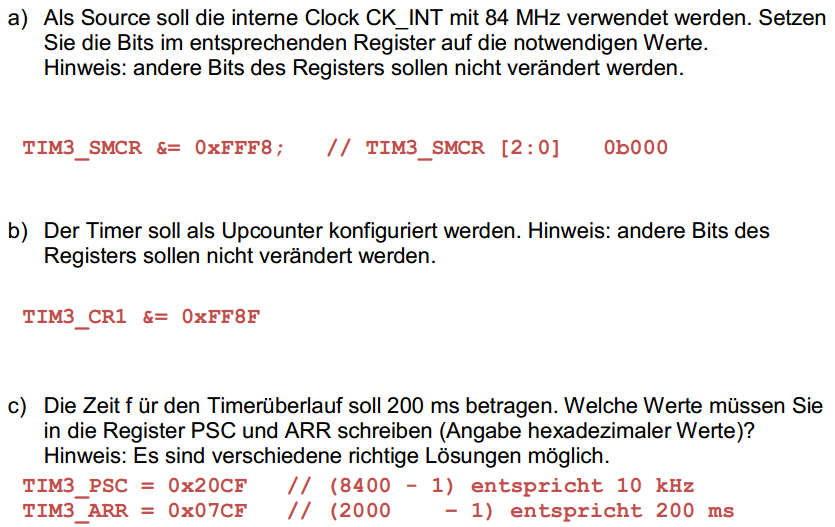 a) Als Source soll die interne Clock CK_INT mit 84 MHz verwendet werden. Setzen
Sie die Bits im entsprechenden Register auf die notwendigen Werte.
Hinweis: andere Bits des Registers sollen nicht verändert werden.
TIM3_SMCR &= 0xFFF8; // TIM3_SMCR [2:0] 0b000
b) Der Timer soll als Upcounter konfiguriert werden. Hinweis: andere Bits des
Registers sollen nicht verändert werden.
TIM3_CR1 &= 0xFF8F
c) Die Zeit f ür den Timerüberlauf soll 200 ms betragen. Welche Werte müssen Sie
in die Register PSC und ARR schreiben (Angabe hexadezimaler Werte)?
Hinweis: Es sind verschiedene richtige Lösungen möglich.
TIM3_PSC = 0x20CF // (8400 - 1) entspricht 10 kHz
TIM3_ARR = 0x07CF // (2000 – 1) entspricht 200 ms